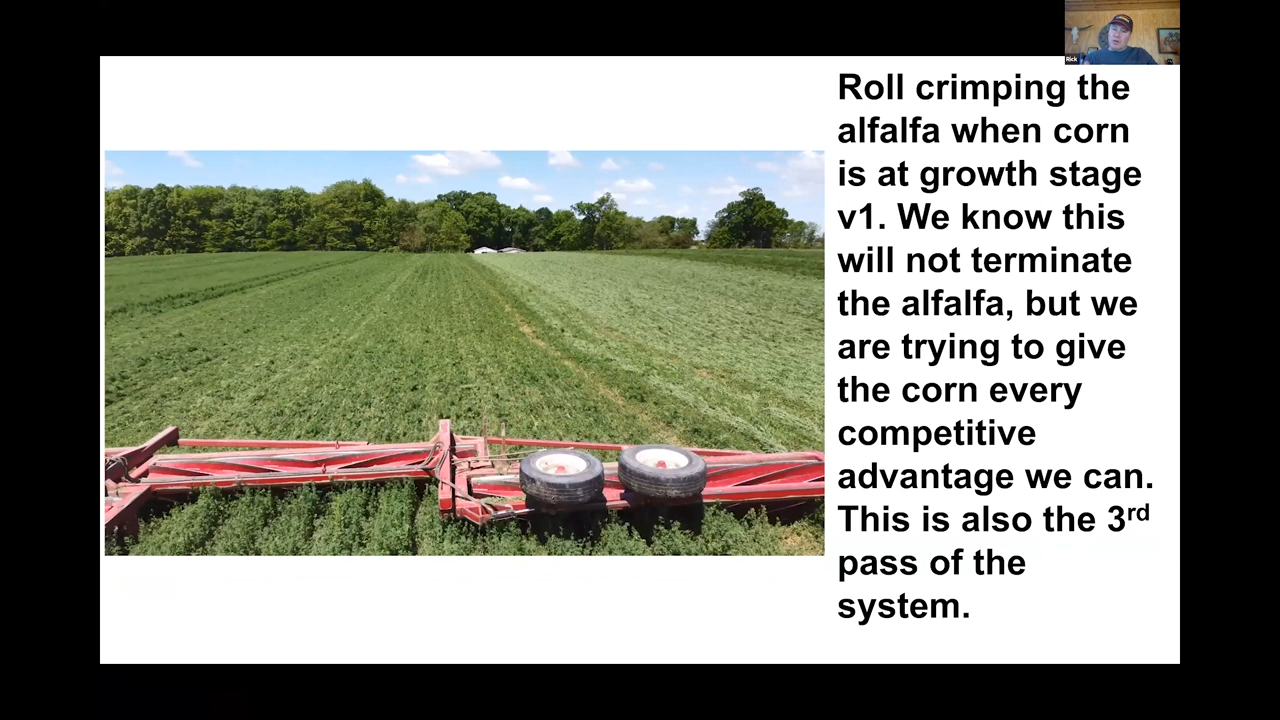 Rick
Roll crimping the
alfalfa when corn
is at growth stage
v1. We know this
will not terminate
the alfalfa, but we
are trying to give
the corn every
competitive
advantage we can.
This is also the 3rd
pass of the
system.